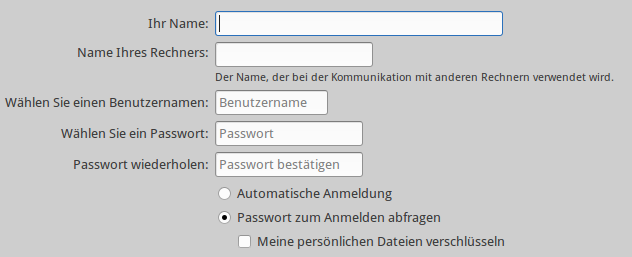 Ihr Name:
Name Ihres Rechners:
Der Name, der bei der Kommunikation mit anderen Rechnern verwendet wird.
Wählen Sie einen Benutzernamen: Benutzername
Wählen Sie ein Passwort: Passwort
Passwort wiederholen: Passwort bestätigen
Automatische Anmeldung
Passwort zum Anmelden abfragen
Meine persönlichen Dateien verschlüsseln